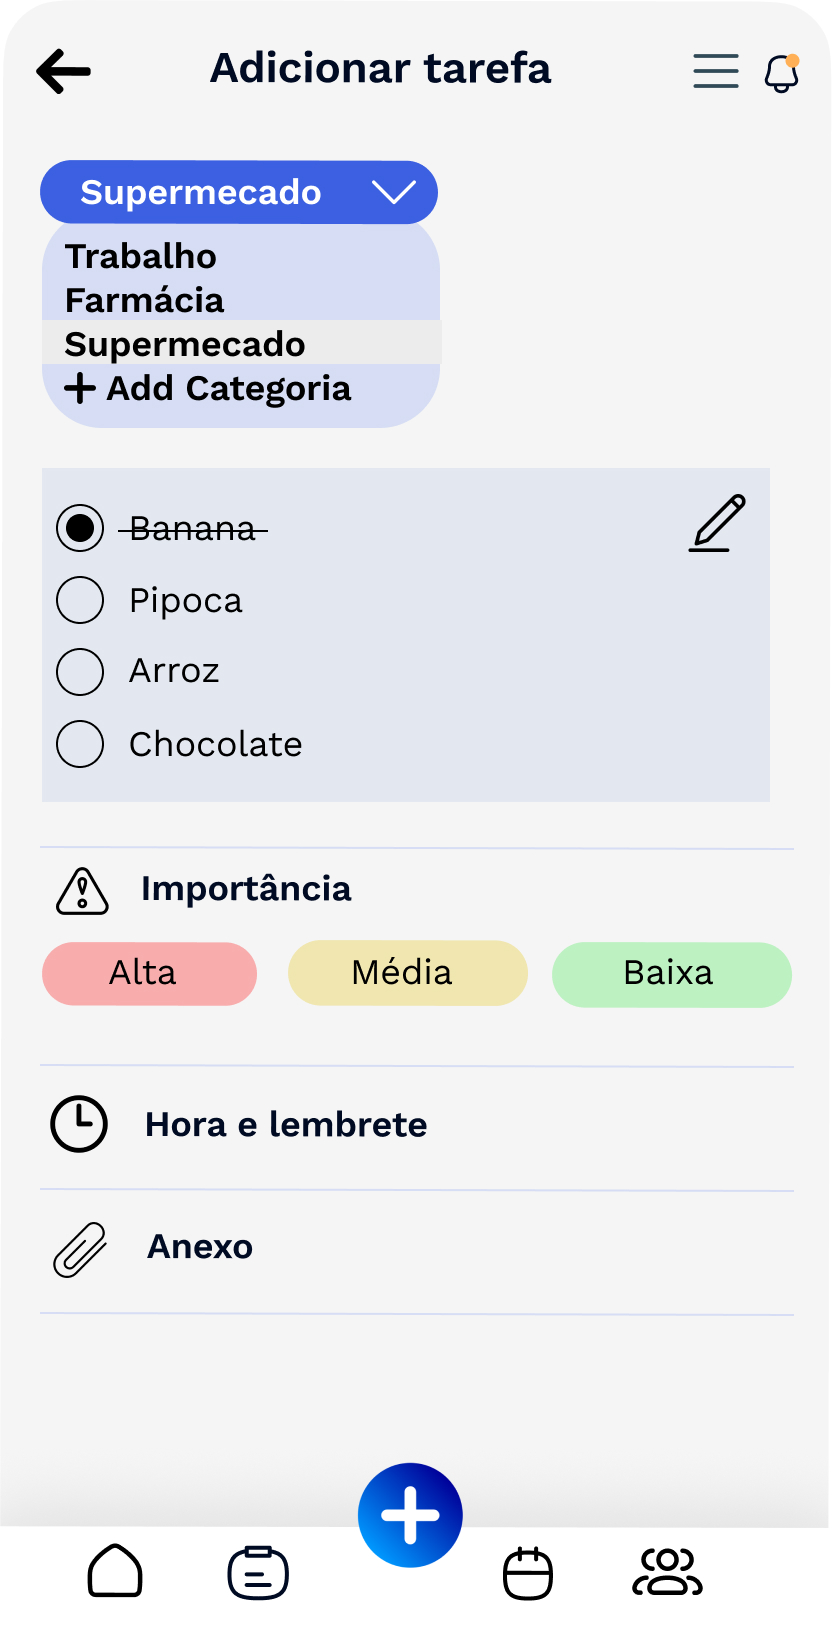 Adicionar tarefa
Supermecado
Trabalho
Farmácia
Supermecado
+ Add Categoria
Banana
Pipoca
Arroz
Chocolate
Importância
Alta Média Baixa
Hora e lembrete
Anexo